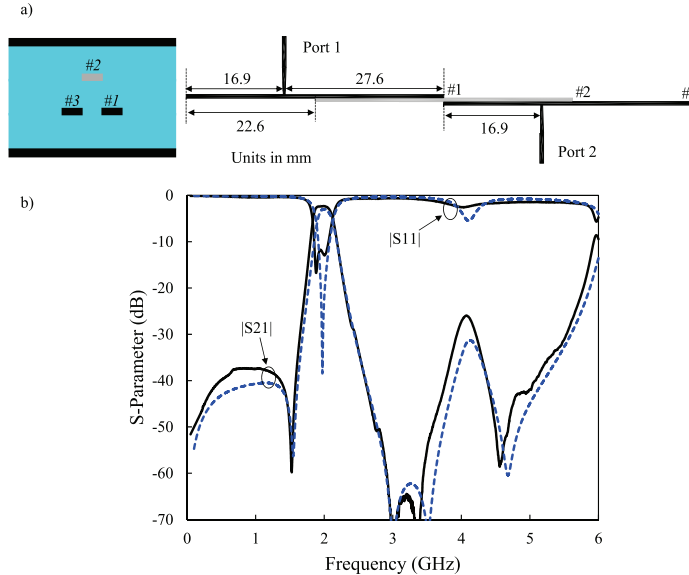 a)
#2
#3 #1
Port 1
16.9 27.6
#1 #2 #
22.6 16.9
Units in mm
Port 2
b)
0
-10
-20
-30
-40
-50
-60
-70
S-Parameter (dB)
|S11|
|S21|
0 1 2 3 4 5 6
Frequency (GHz)